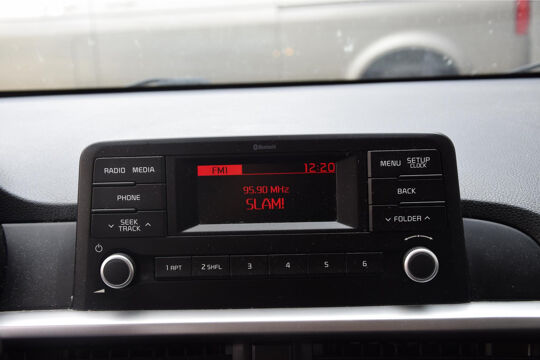 Bluetooth
RADIO MEDIA
PHONE
SEEK
TRACK
FM1 12:20
95.90 MHz
SLAM!
MENU SETUP
CLOCK
BACK
FOLDER
1 RPT 2 SHFL 3 4 5 6